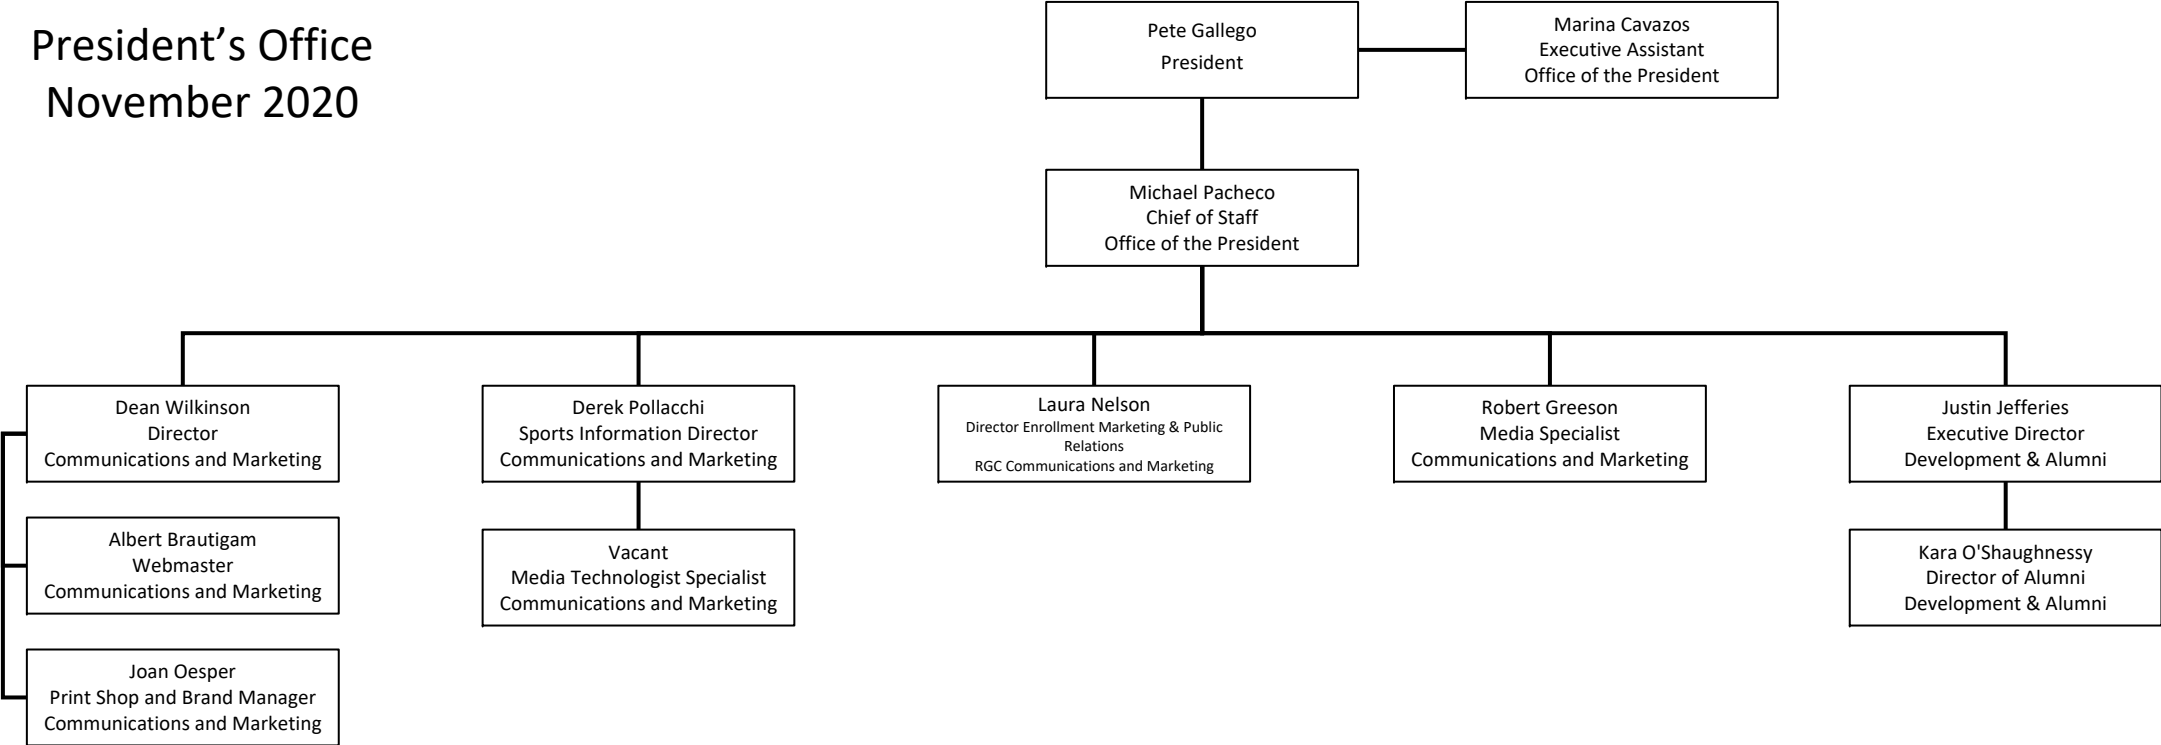 President’s Office
November 2020
Pete Gallego
President
Marina Cavazos
Executive Assistant
Office of the President
Michael Pacheco
Chief of Staff
Office of the President
Dean Wilkinson
Director
Communications and Marketing
Derek Pollacchi
Sports Information Director
Communications and Marketing
Laura Nelson
Director Enrollment Marketing & Public
Relations
RGC Communications and Marketing
Robert Greeson
Media Specialist
Communications and Marketing
Justin Jefferies
Executive Director
Development & Alumni
Albert Brautigam
Webmaster
Communications and Marketing
Vacant
Media Technologist Specialist
Communications and Marketing
Kara O'Shaughnessy
Director of Alumni
Development & Alumni
Joan Oesper
Print Shop and Brand Manager
Communications and Marketing